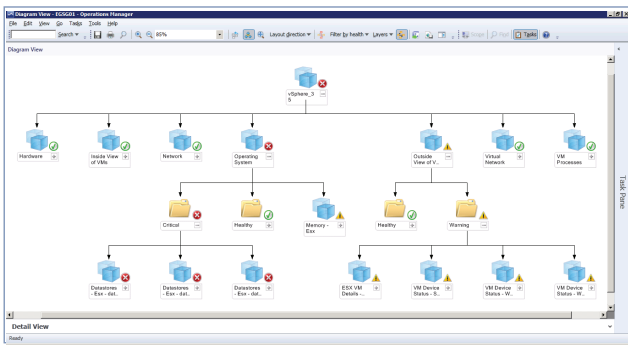 Diagram View - EGSG01 - Operations Manager
File Edit View Go Tasks Tools Help
Search 85% Layout direction Filter by health Layers Scope Find Tasks
Diagram View
vSphere_3
5
Hardware
Inside View
of VMs
Network
Operating
System
Outside
View of V...
Virtual
Network
VM
Processes
Critical
Healthy
Memory -
Esx
Healthy
Warning
Datastores
- Esx - dat...
Datastores
- Esx - dat...
Datastores
- Esx - dat...
ESX VM
Details -...
VM Device
Status - S...
VM Device
Status - W...
VM Device
Status - W...
Task Pane
Detail View
Ready